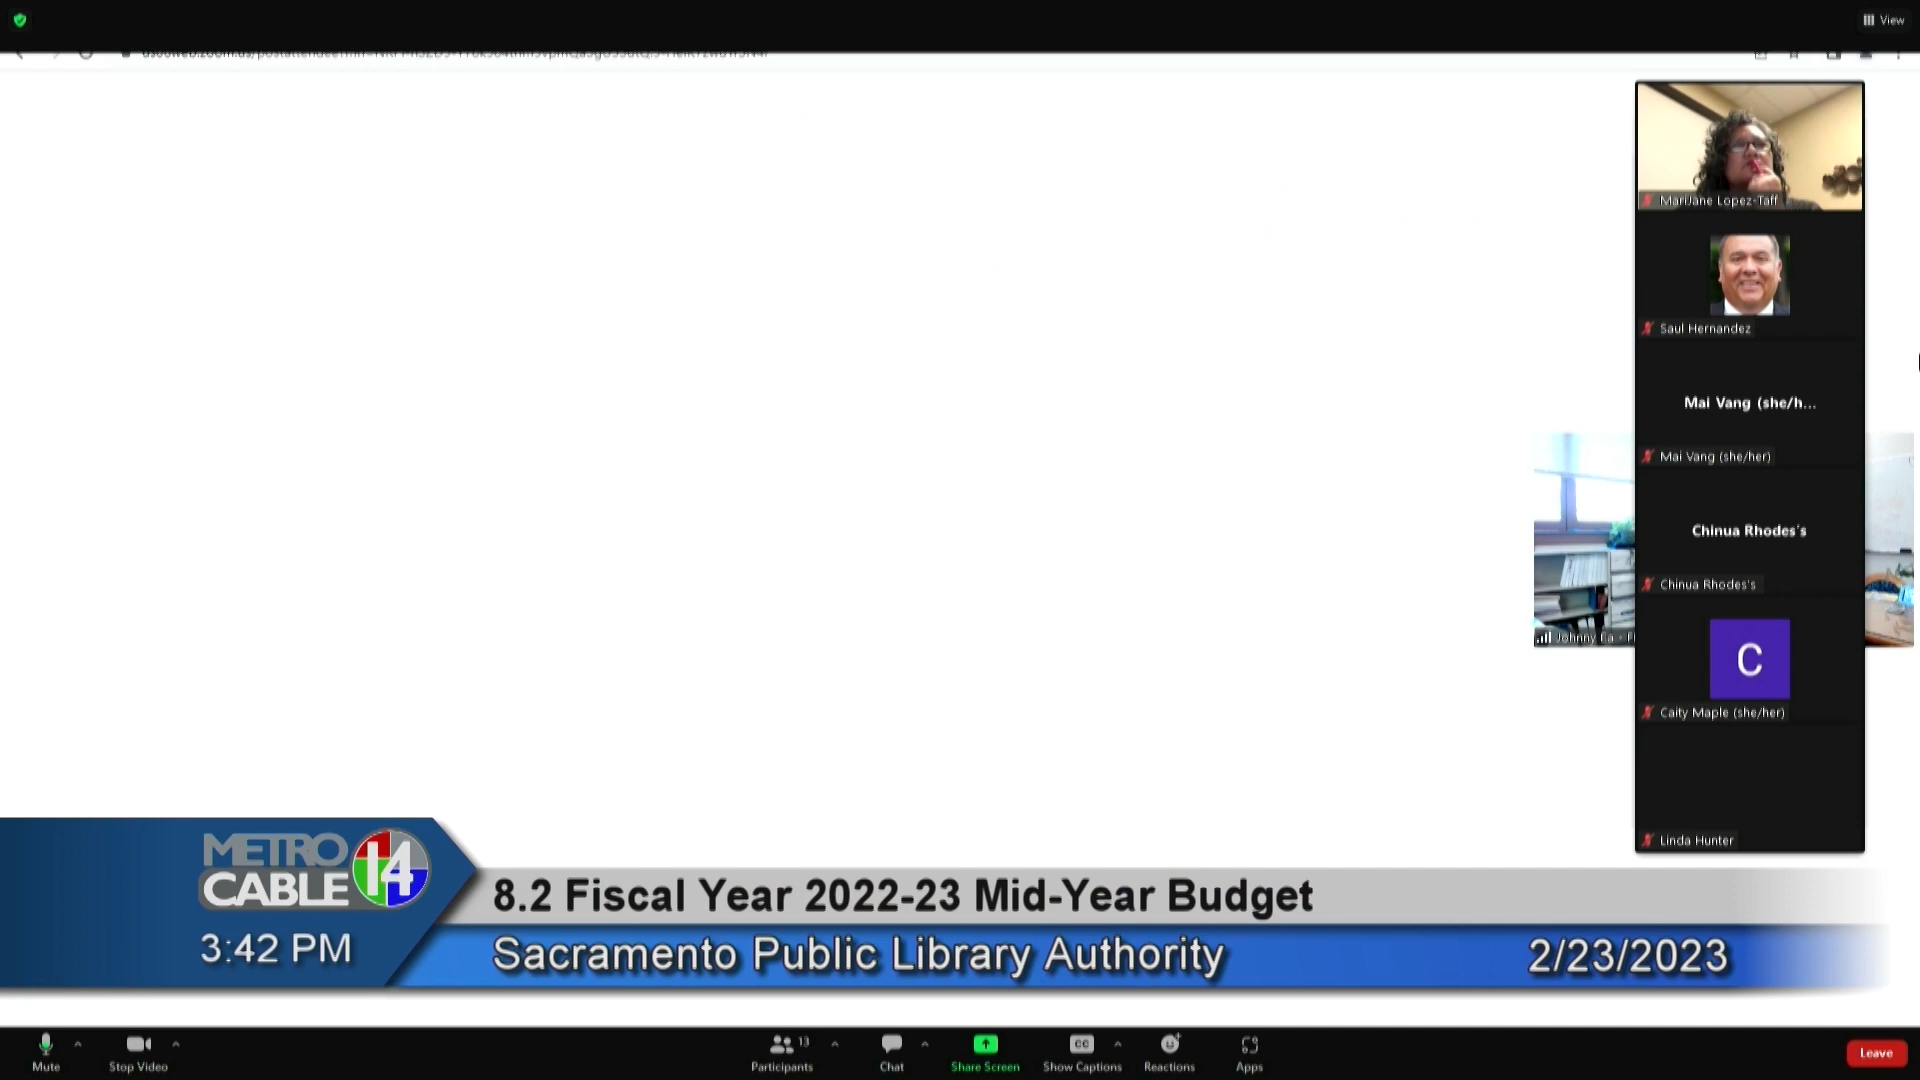 View
MariJane Lopez-Taff
Saul Hernandez
Mai Vang (she/h...
Mai Vang (she/her)
Chinua Rhodes's
Chinua Rhodes's
Johnny Ea - F
C
Caity Maple (she/her)
Linda Hunter
METRO
CABLE 14
8.2 Fiscal Year 2022-23 Mid-Year Budget
3:42 PM
Sacramento Public Library Authority
2/23/2023
Mute
Stop Video
13
Participants
Chat
Share Screen
CC
Show Captions
Reactions
Apps
Leave